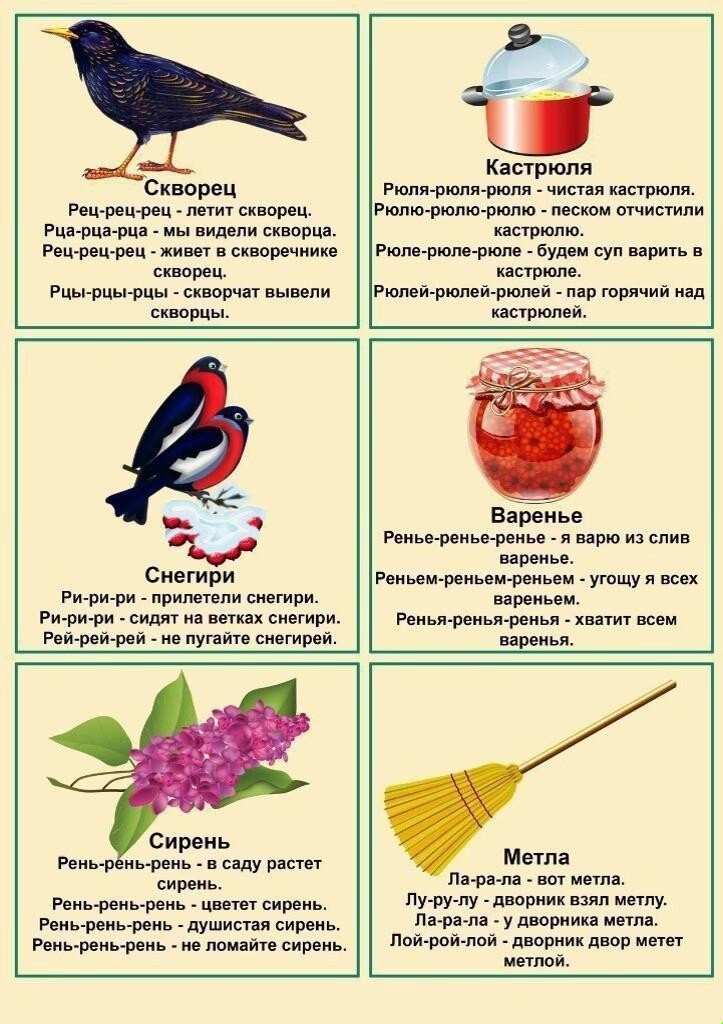 Скворец
Рец-рец-рец - летит скворец.
Рца-рца-рца - мы видели скворца.
Рец-рец-рец - живет в скворечнике
скворец.
Рцы-рцы-рцы - скворчат вывели
скворцы.
Кастрюля
Рюля-рюля-рюля - чистая кастрюля.
Рюлю-рюлю-рюлю - песком отчистили
кастрюлю.
Рюле-рюле-рюле - будем суп варить в
кастрюле.
Рюлей-рюлей-рюлей - пар горячий над
кастрюлей.
Снегири
Ри-ри-ри - прилетели снегири.
Ри-ри-ри - сидят на ветках снегири.
Рей-рей-рей - не пугайте снегирей.
Варенье
Ренье-ренье-ренье - я варю из слив
варенье.
Реньем-реньем-реньем - угощу я всех
вареньем.
Ренья-ренья-ренья - хватит всем
варенья.
Сирень
Рень-рень-рень - в саду растет
сирень.
Рень-рень-рень - цветет сирень.
Рень-рень-рень - душистая сирень.
Рень-рень-рень - не ломайте сирень.
Метла
Ла-ра-ла - вот метла.
Лу-ру-лу - дворник взял метлу.
Ла-ра-ла - у дворника метла.
Лой-рой-лой - дворник двор метет
метлой.